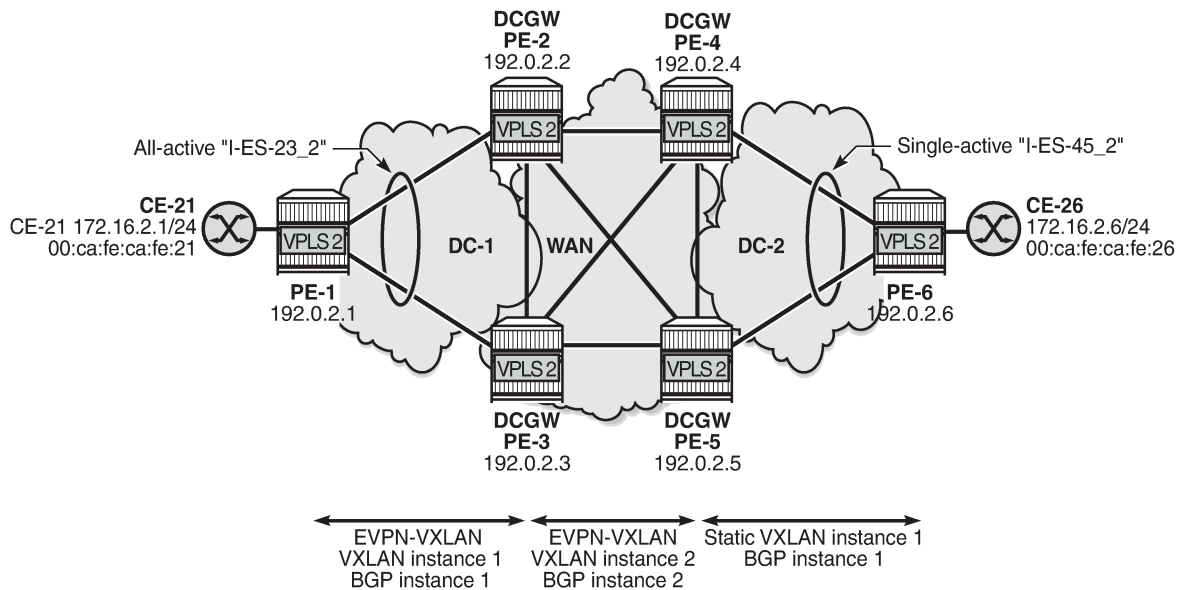 DCGW
PE-2
192.0.2.2
DCGW
PE-4
192.0.2.4
VPLS 2
VPLS 2
All-active "I-ES-23_2"
Single-active "I-ES-45_2"
CE-21
CE-21 172.16.2.1/24
00:ca:fe:ca:fe:21
VPLS 2
PE-1
192.0.2.1
DC-1
WAN
DC-2
VPLS 2
PE-6
192.0.2.6
CE-26
172.16.2.6/24
00:ca:fe:ca:fe:26
VPLS 2
VPLS 2
DCGW
PE-3
192.0.2.3
DCGW
PE-5
192.0.2.5
EVPN-VXLAN
VXLAN instance 1
BGP instance 1
EVPN-VXLAN
VXLAN instance 2
BGP instance 2
Static VXLAN instance 1
BGP instance 1